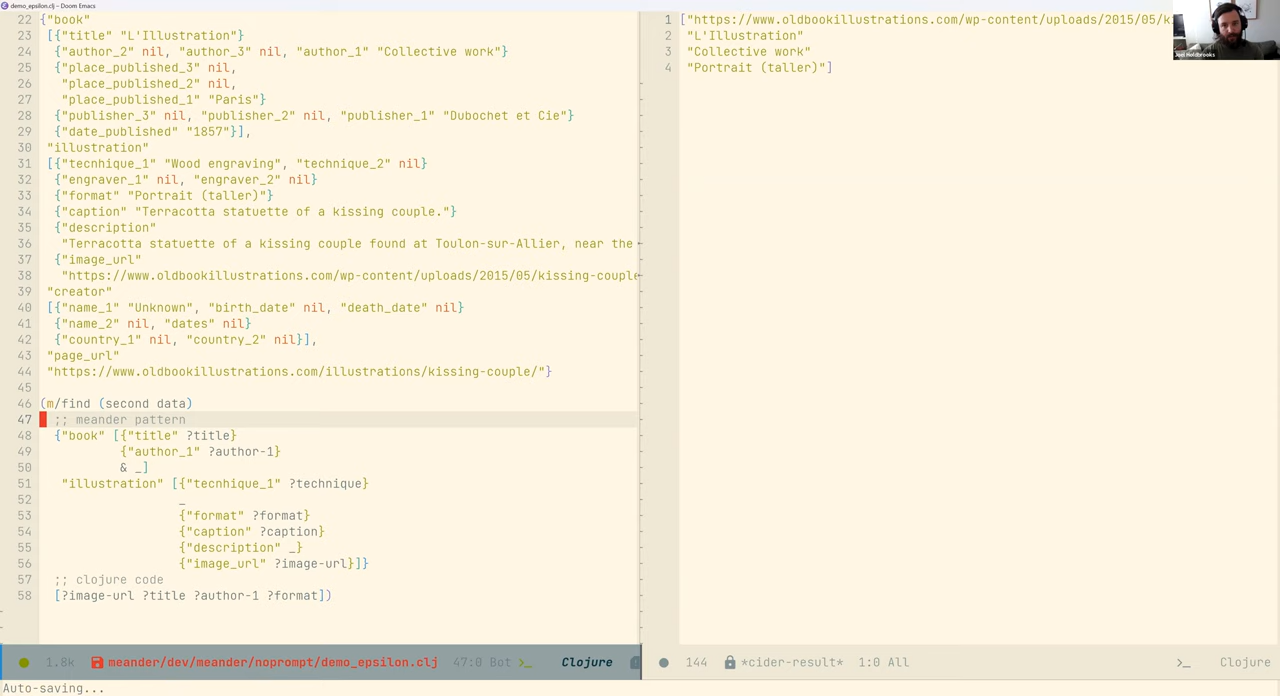 demo_epsilon.clj – Doom Emacs
22 {"book"
23 [{"title" "L'Illustration"}
24 {"author_2" nil, "author_3" nil, "author_1" "Collective work"}
25 {"place_published_3" nil,
26 "place_published_2" nil,
27 "place_published_1" "Paris"}
28 {"publisher_3" nil, "publisher_2" nil, "publisher_1" "Dubochet et Cie"}
29 {"date_published" "1857"}],
30 "illustration"
31 [{"tecnhique_1" "Wood engraving", "technique_2" nil}
32 {"engraver_1" nil, "engraver_2" nil}
33 {"format" "Portrait (taller)"}
34 {"caption" "Terracotta statuette of a kissing couple."}
35 {"description"
36 "Terracotta statuette of a kissing couple found at Toulon-sur-Allier, near the
37 {"image_url"
38 "https://www.oldbookillustrations.com/wp-content/uploads/2015/05/kissing-couple
39 "creator"
40 [{"name_1" "Unknown", "birth_date" nil, "death_date" nil}
41 {"name_2" nil, "dates" nil}
42 {"country_1" nil, "country_2" nil}],
43 "page_url"
44 "https://www.oldbookillustrations.com/illustrations/kissing-couple/"}
45
46 (m/find (second data)
47 ;; meander pattern
48 {"book" [{"title" ?title}
49 {"author_1" ?author-1}
50 & _]
51 "illustration" [{"tecnhique_1" ?technique}
52 _
53 {"format" ?format}
54 {"caption" ?caption}
55 {"description" _}
56 {"image_url" ?image-url}]}
57 ;; clojure code
58 [?image-url ?title ?author-1 ?format])
1.8k meander/dev/meander/noprompt/demo_epsilon.clj 47:0 Bot >_ Clojure
Auto-saving...
1 ["https://www.oldbookillustrations.com/wp-content/uploads/2015/05/ki
2 "L'Illustration"
3 "Collective work"
4 "Portrait (taller)"]
144 *cider-result* 1:0 All >_ Clojure
Joel Holdbrooks